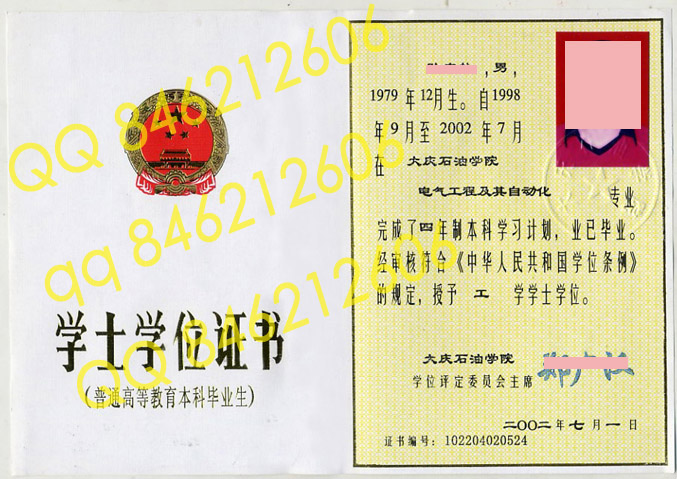 QQ 846212606
qq 846212606
QQ 846212606
学士学位证书
(普通高等教育本科毕业生)
,男,
1979 年 12月生。自1998
年 9 月 至 2002 年 7 月
在 大庆石油学院
电气工程及其自动化 专业
完成了四年制本科学习计划,业已毕业。
经审核符合《中华人民共和国学位条例》
的规定,授予 工 学学士学位。
大庆石油学院
学位评定委员会主席
二〇〇二 年 七 月 一 日
证书编号:102204020524